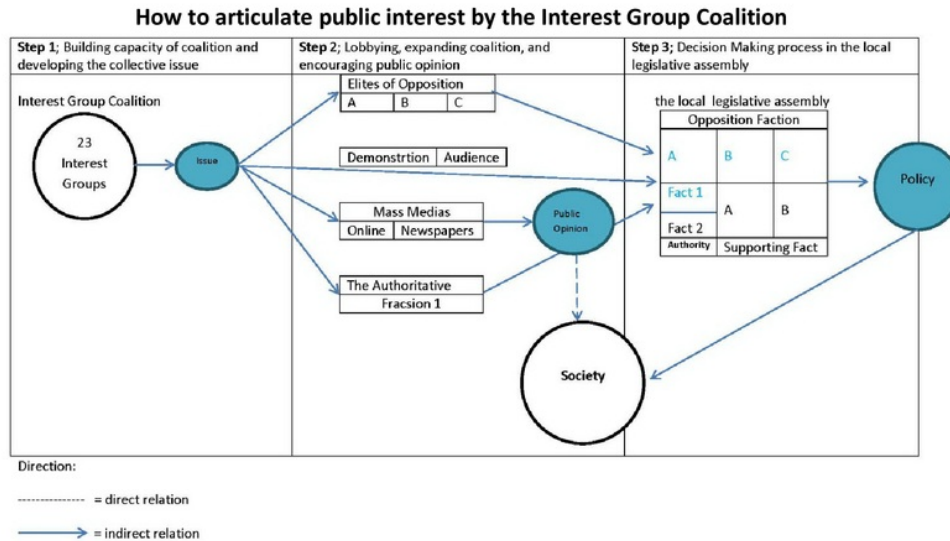 How to articulate public interest by the Interest Group Coalition
Step 1; Building capacity of coalition and
developing the collective issue
Step 2; Lobbying, expanding coalition, and
encouraging public opinion
Step 3; Decision Making process in the local
legislative assembly
Interest Group Coalition
23
Interest
Groups
Issue
Elites of Opposition
A B C
Demonstrtion Audience
Mass Medias
Online Newspapers
The Authoritative
Fracsion 1
Public
Opinion
Society
the local legislative assembly
Opposition Faction
A B C
Fact 1
Fact 2
A B
Authority Supporting Fact
Policy
Direction:
= direct relation
= indirect relation